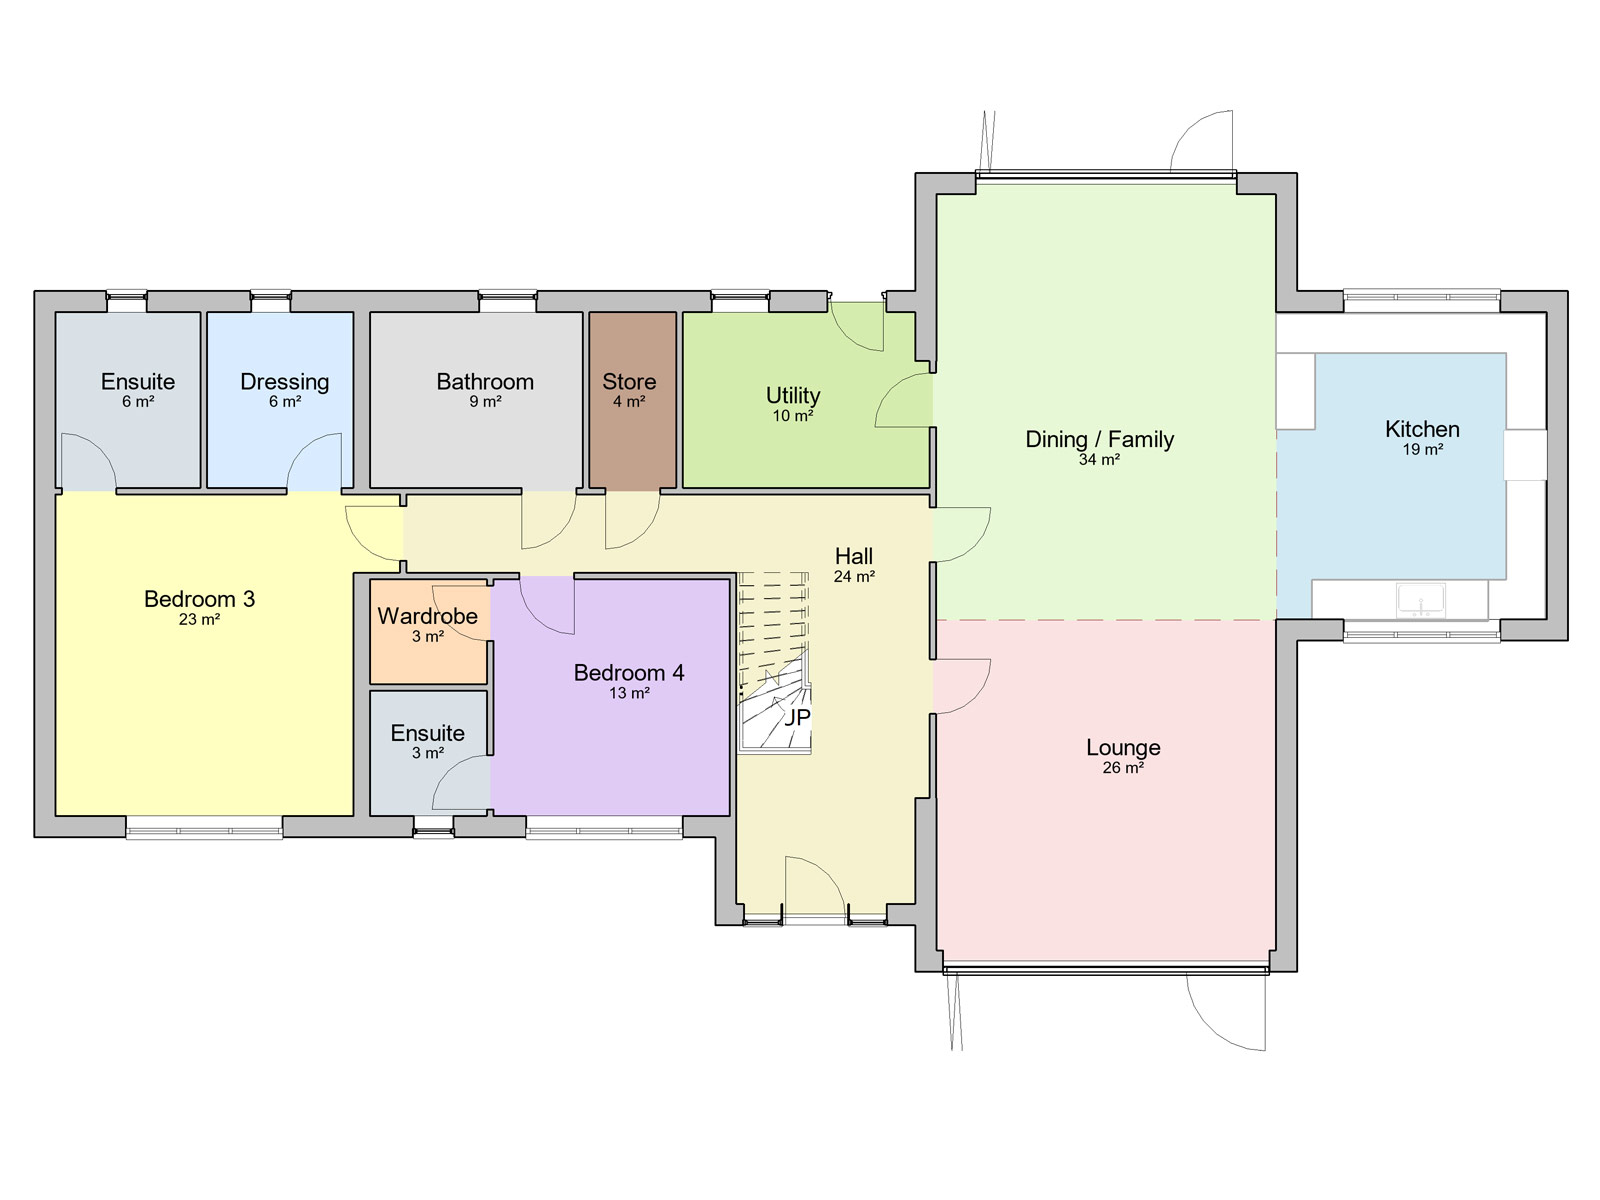 Ensuite
6 m²
Dressing
6 m²
Bathroom
9 m²
Store
4 m²
Utility
10 m²
Dining / Family
34 m²
Kitchen
19 m²
Hall
24 m²
Bedroom 3
23 m²
Wardrobe
3 m²
Bedroom 4
13 m²
Ensuite
3 m²
UP
Lounge
26 m²